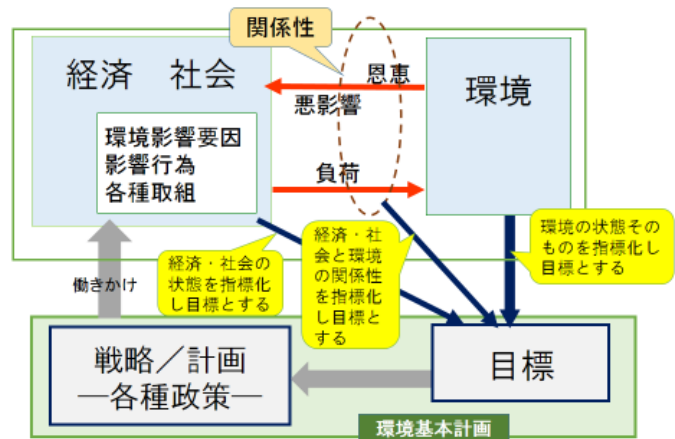 関係性
経済　社会
環境影響要因
影響行為
各種取組
恩恵
悪影響
負荷
環境
働きかけ
経済・社会の
状態を指標化
し目標とする
経済・社
会と環境
の関係性
を指標化
し目標と
する
環境の状態その
ものを指標化し
目標とする
戦略／計画
―各種政策―
目標
環境基本計画